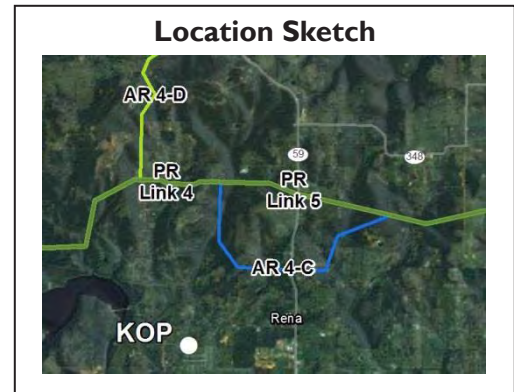 Location Sketch
AR 4-D
59
348
PR
Link 4
PR
Link 5
AR 4-C
Rena
KOP